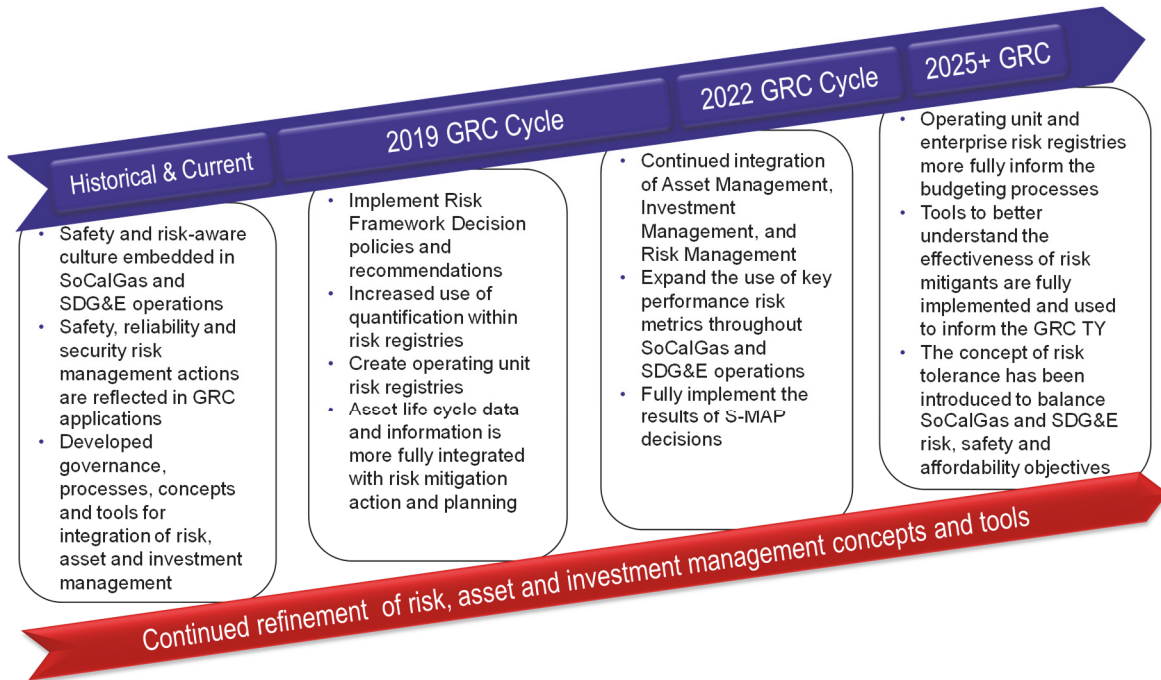 Historical & Current
• Safety and risk-aware
culture embedded in
SoCalGas and
SDG&E operations
• Safety, reliability and
security risk
management actions
are reflected in GRC
applications
• Developed
governance,
processes, concepts
and tools for
integration of risk,
asset and investment
management
2019 GRC Cycle
• Implement Risk
Framework Decision
policies and
recommendations
• Increased use of
quantification within
risk registries
• Create operating unit
risk registries
• Asset life cycle data
and information is
more fully integrated
with risk mitigation
action and planning
2022 GRC Cycle
• Continued integration
of Asset Management,
Investment
Management, and
Risk Management
• Expand the use of key
performance risk
metrics throughout
SoCalGas and
SDG&E operations
• Fully implement the
results of S-MAP
decisions
2025+ GRC
• Operating unit and
enterprise risk registries
more fully inform the
budgeting processes
• Tools to better
understand the
effectiveness of risk
mitigants are fully
implemented and used
to inform the GRC TY
• The concept of risk
tolerance has been
introduced to balance
SoCalGas and SDG&E
risk, safety and
affordability objectives
Continued refinement of risk, asset and investment management concepts and tools